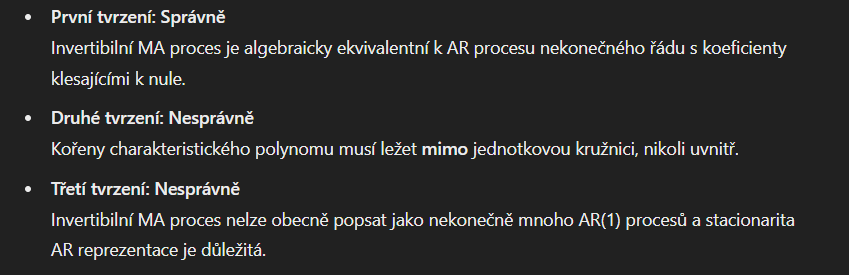 • První tvrzení: Správně
Invertibilní MA proces je algebraicky ekvivalentní k AR procesu nekonečného řádu s koeficienty
klesajícími k nule.
• Druhé tvrzení: Nesprávně
Kořeny charakteristického polynomu musí ležet mimo jednotkovou kružnici, nikoli uvnitř.
• Třetí tvrzení: Nesprávně
Invertibilní MA proces nelze obecně popsat jako nekonečně mnoho AR(1) procesů a stacionarita
AR reprezentace je důležitá.